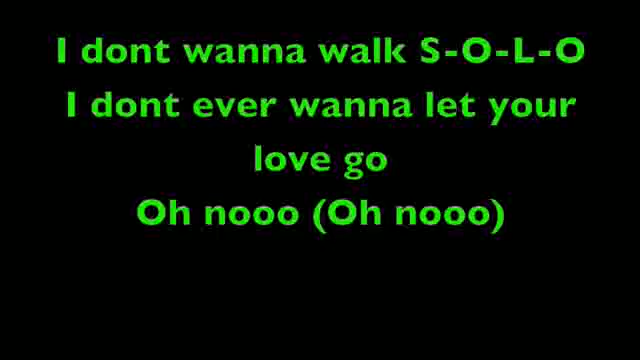 I dont wanna walk S-O-L-O
I dont ever wanna let your
love go
Oh nooo (Oh nooo)